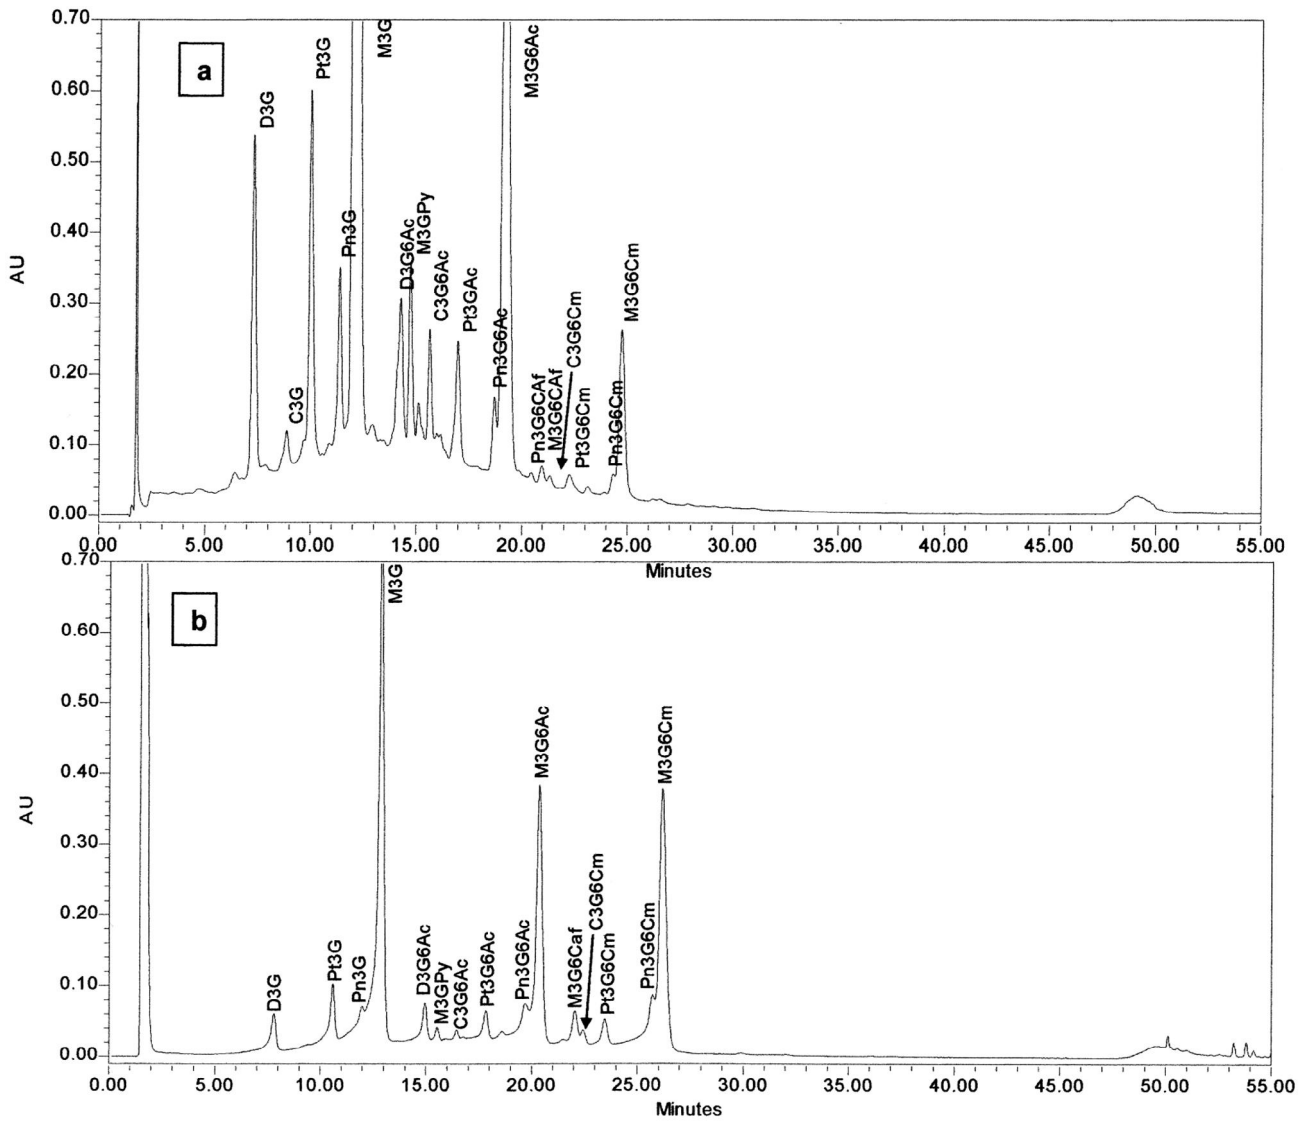 0.70
0.60
0.50
0.40
0.30
0.20
0.10
0.00
AU
a
D3G
C3G
Pt3G
Pn3G
M3G
D3G6Ac
M3GPy
C3G6Ac
Pt3GAc
Pn3G6Ac
M3G6Ac
Pn3G6CAf
M3G6CAf
C3G6Cm
Pt3G6Cm
Pn3G6Cm
M3G6Cm
0.00 5.00 10.00 15.00 20.00 25.00 30.00 35.00 40.00 45.00 50.00 55.00
Minutes
0.70
0.60
0.50
0.40
0.30
0.20
0.10
0.00
AU
b
D3G
Pt3G
Pn3G
M3G
D3G6Ac
M3GPy
C3G6Ac
Pt3G6Ac
Pn3G6Ac
M3G6Ac
M3G6Caf
C3G6Cm
Pt3G6Cm
Pn3G6Cm
M3G6Cm
0.00 5.00 10.00 15.00 20.00 25.00 30.00 35.00 40.00 45.00 50.00 55.00
Minutes